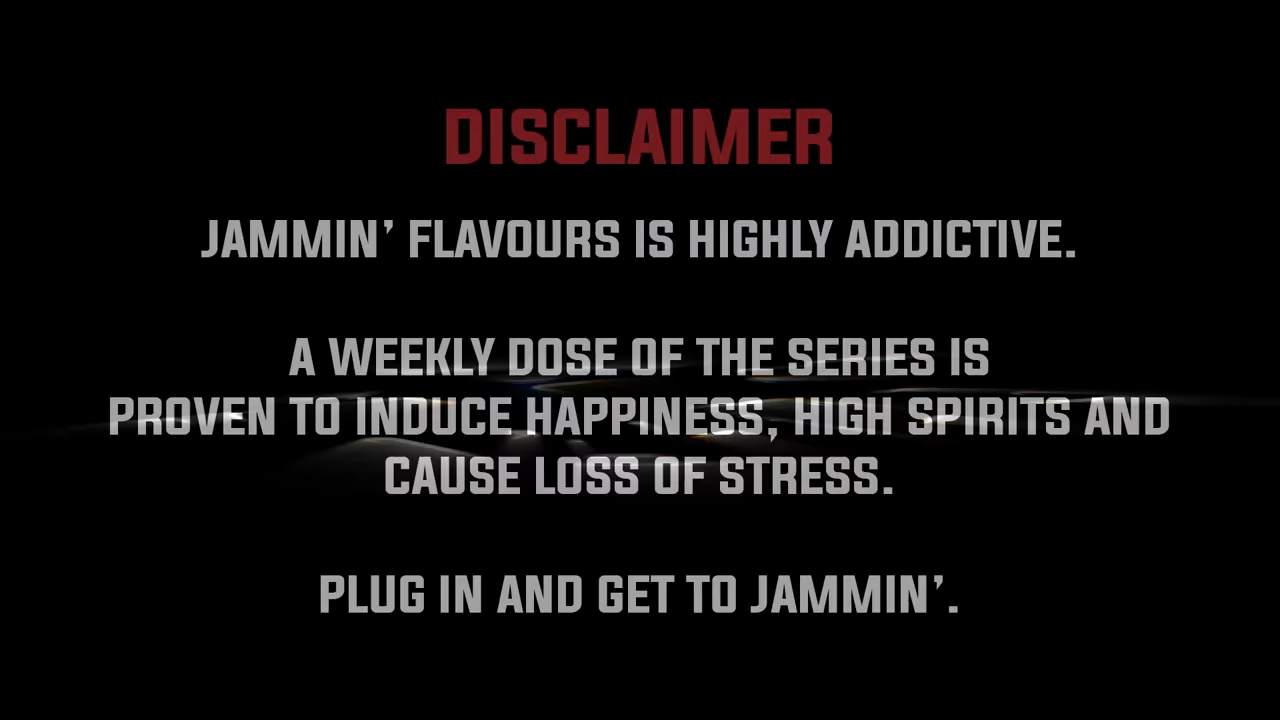 DISCLAIMER
JAMMIN' FLAVOURS IS HIGHLY ADDICTIVE.
A WEEKLY DOSE OF THE SERIES IS
PROVEN TO INDUCE HAPPINESS, HIGH SPIRITS AND
CAUSE LOSS OF STRESS.
PLUG IN AND GET TO JAMMIN'.